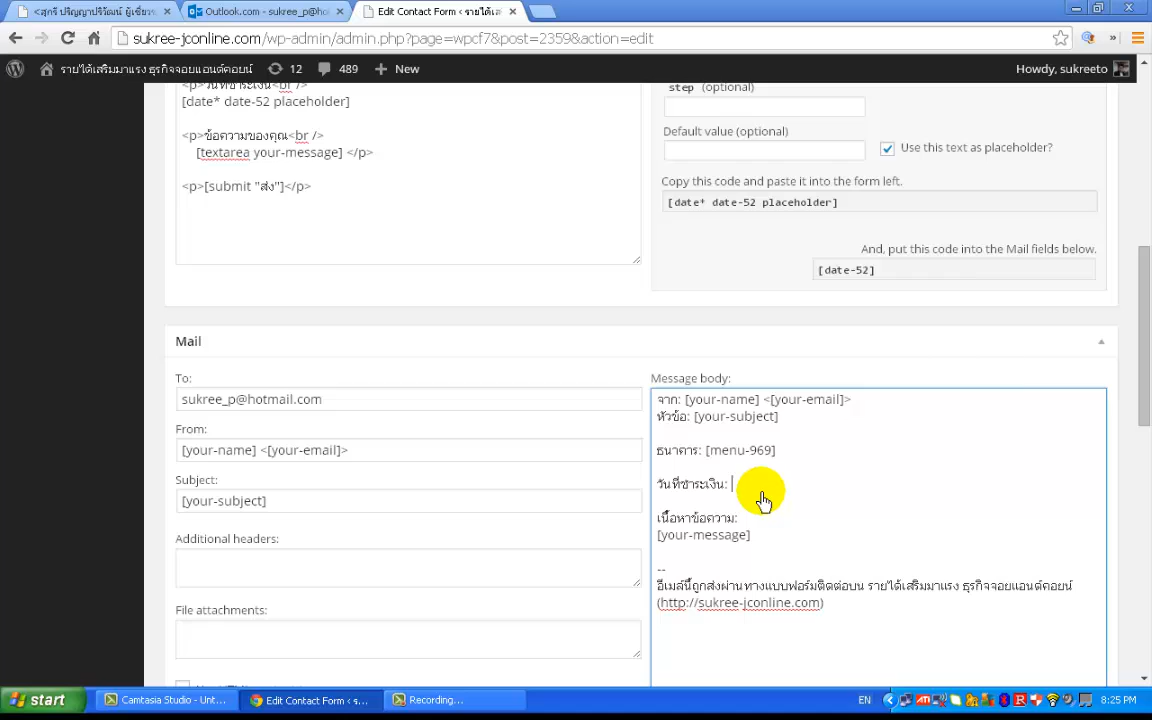 <สุกรี ปริญญาปริวัฒน์ ผู้เชี่ยว
Outlook.com - sukree_p@hot
Edit Contact Form ‹ รายได้เส
sukree-jconline.com/wp-admin/admin.php?page=wpcf7&post=2359&action=edit
รายได้เสริมมาแรง ธุรกิจจอยแอนด์คอยน์ 12 489 + New Howdy, sukreeto
<p>วันที่ชำระเงิน<br />
[date* date-52 placeholder]
<p>ข้อความของคุณ<br />
[textarea your-message] </p>
<p>[submit "ส่ง"]</p>
step (optional)
Default value (optional)
Use this text as placeholder?
Copy this code and paste it into the form left.
[date* date-52 placeholder]
And, put this code into the Mail fields below.
[date-52]
Mail
To:
sukree_p@hotmail.com
From:
[your-name] <[your-email]>
Subject:
[your-subject]
Additional headers:
File attachments:
Message body:
จาก: [your-name] <[your-email]>
หัวข้อ: [your-subject]
ธนาคาร: [menu-969]
วันที่ชำระเงิน:
เนื้อหาข้อความ:
[your-message]
--
อีเมล์นี้ถูกส่งผ่านทางแบบฟอร์มติดต่อบน รายได้เสริมมาแรง ธุรกิจจอยแอนด์คอยน์
(http://sukree-jconline.com)
start Camtasia Studio - Unt... Edit Contact Form ‹ ร... Recording... EN 8:25 PM